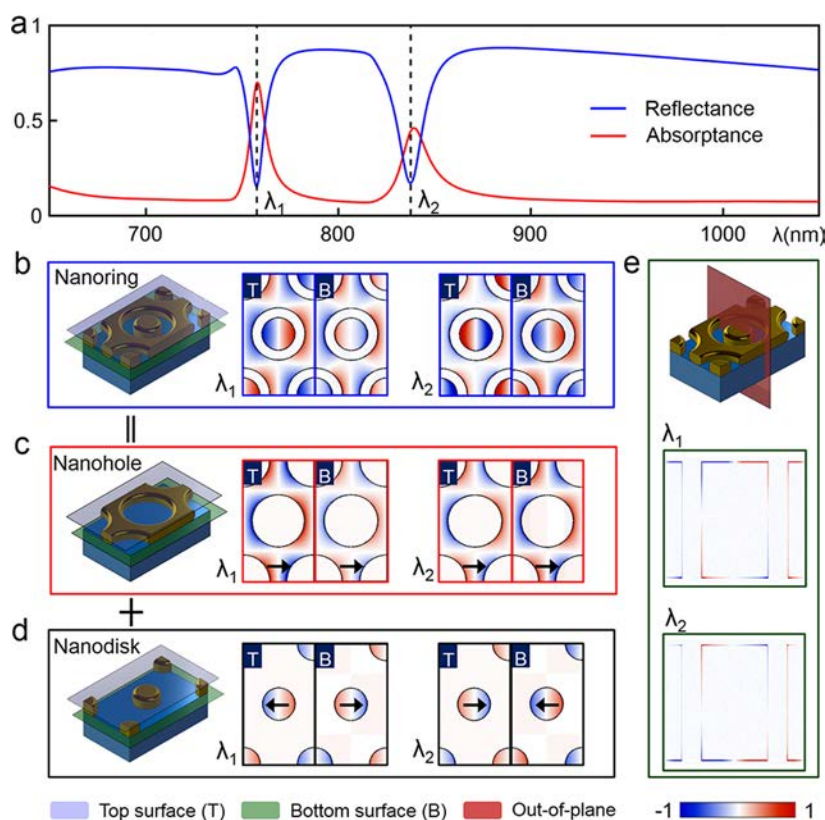 a
1
0.5
0
Reflectance
Absorptance
λ1
λ2
700
800
900
1000
λ(nm)
b
Nanoring
T
B
T
B
λ1
λ2
e
=
c
Nanohole
T
B
T
B
λ1
λ2
λ1
+
d
Nanodisk
T
B
T
B
λ1
λ2
λ2
Top surface (T)
Bottom surface (B)
Out-of-plane
-1
1